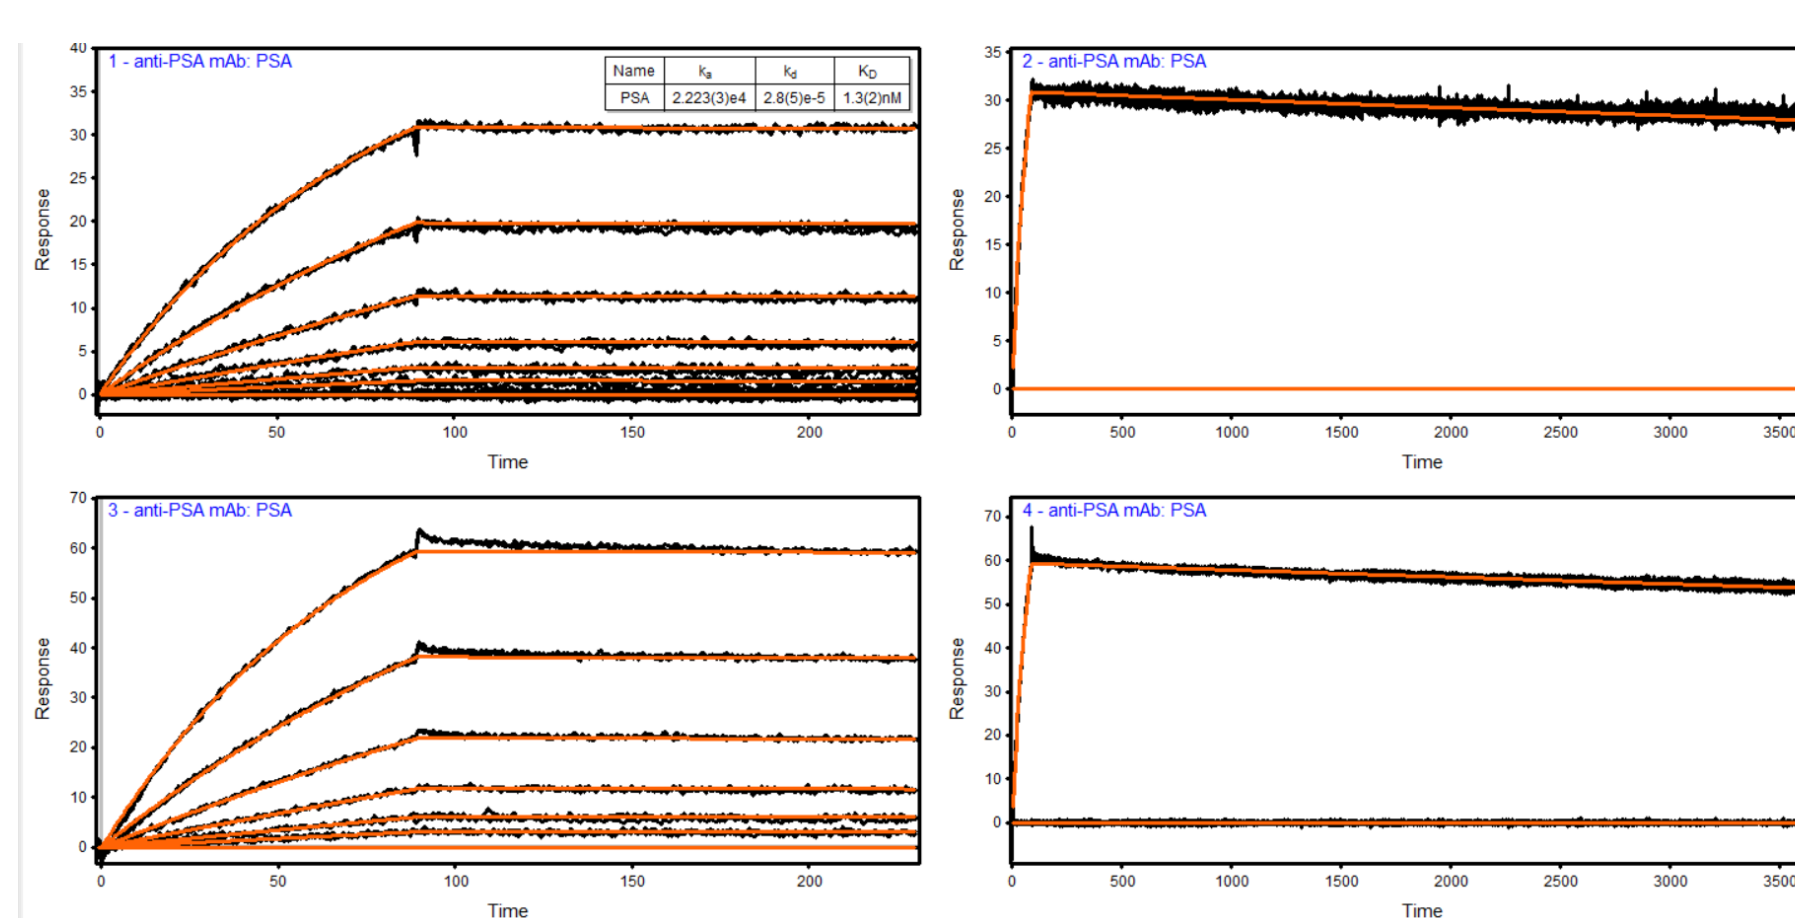 1 - anti-PSA mAb: PSA
Name ka kd KD
PSA 2.223(3)e4 2.8(5)e-5 1.3(2)nM
40
35
30
25
20
15
10
5
0
Response
0 50 100 150 200
Time
2 - anti-PSA mAb: PSA
35
30
25
20
15
10
5
0
Response
0 500 1000 1500 2000 2500 3000 3500
Time
3 - anti-PSA mAb: PSA
70
60
50
40
30
20
10
0
Response
0 50 100 150 200
Time
4 - anti-PSA mAb: PSA
70
60
50
40
30
20
10
0
Response
0 500 1000 1500 2000 2500 3000 3500
Time